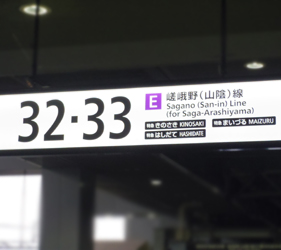 32·33
E 嵯峨野(山陰)線
Sagano (San-in) Line
(for Saga-Arashiyama)
特急 きのさき KINOSAKI 特急 まいづる MAIZURU
特急 はしだて HASHIDATE